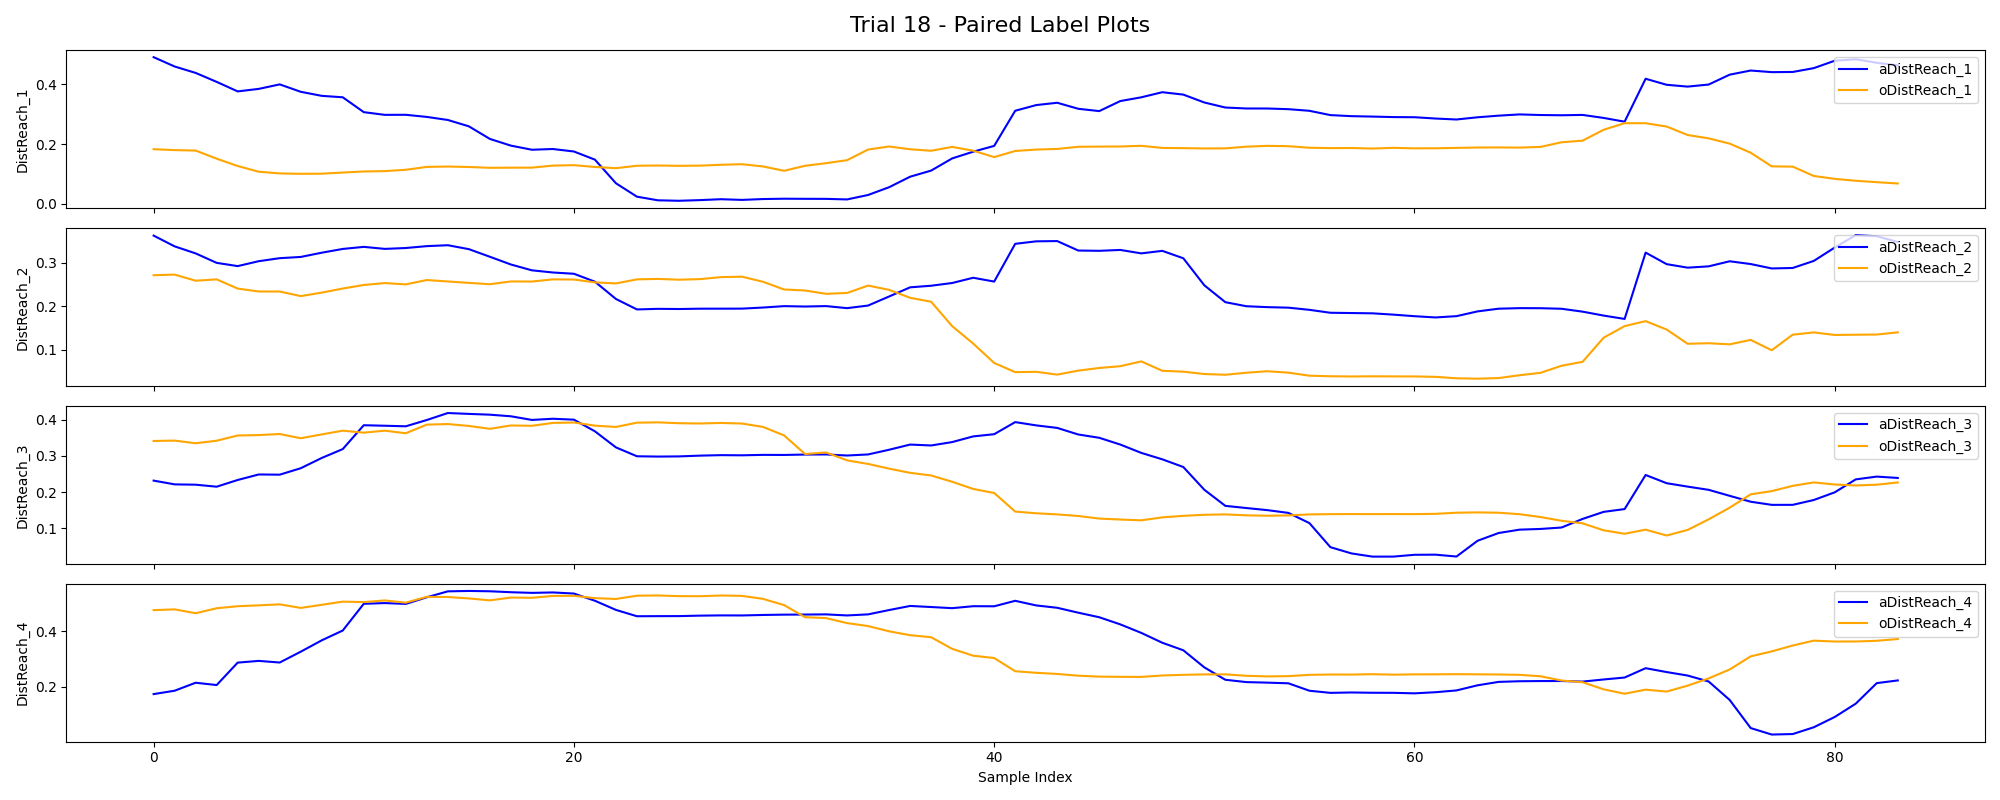 Trial 18 - Paired Label Plots
DistReach_1
0.4
0.2
0.0
aDistReach_1
oDistReach_1
DistReach_2
0.3
0.2
0.1
aDistReach_2
oDistReach_2
DistReach_3
0.4
0.3
0.2
0.1
aDistReach_3
oDistReach_3
DistReach_4
0.4
0.2
aDistReach_4
oDistReach_4
0 20 40 60 80
Sample Index